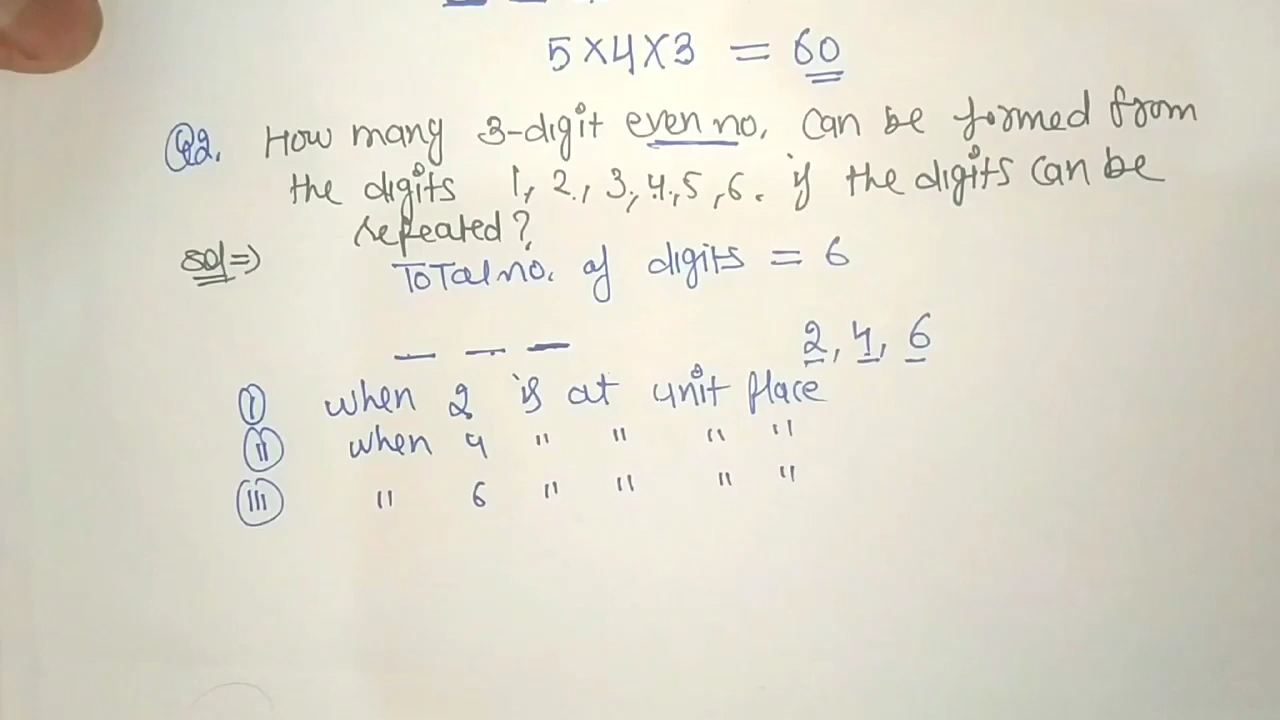 5×4×3 = 60
Q2. How many 3-digit even no. can be formed from
the digits 1, 2, 3, 4, 5, 6. if the digits can be
repeated?
Sol⇒ Total no. of digits = 6
2, 4, 6
(i) when 2 is at unit place
(ii) when 4 " " " "
(iii) " 6 " " " "